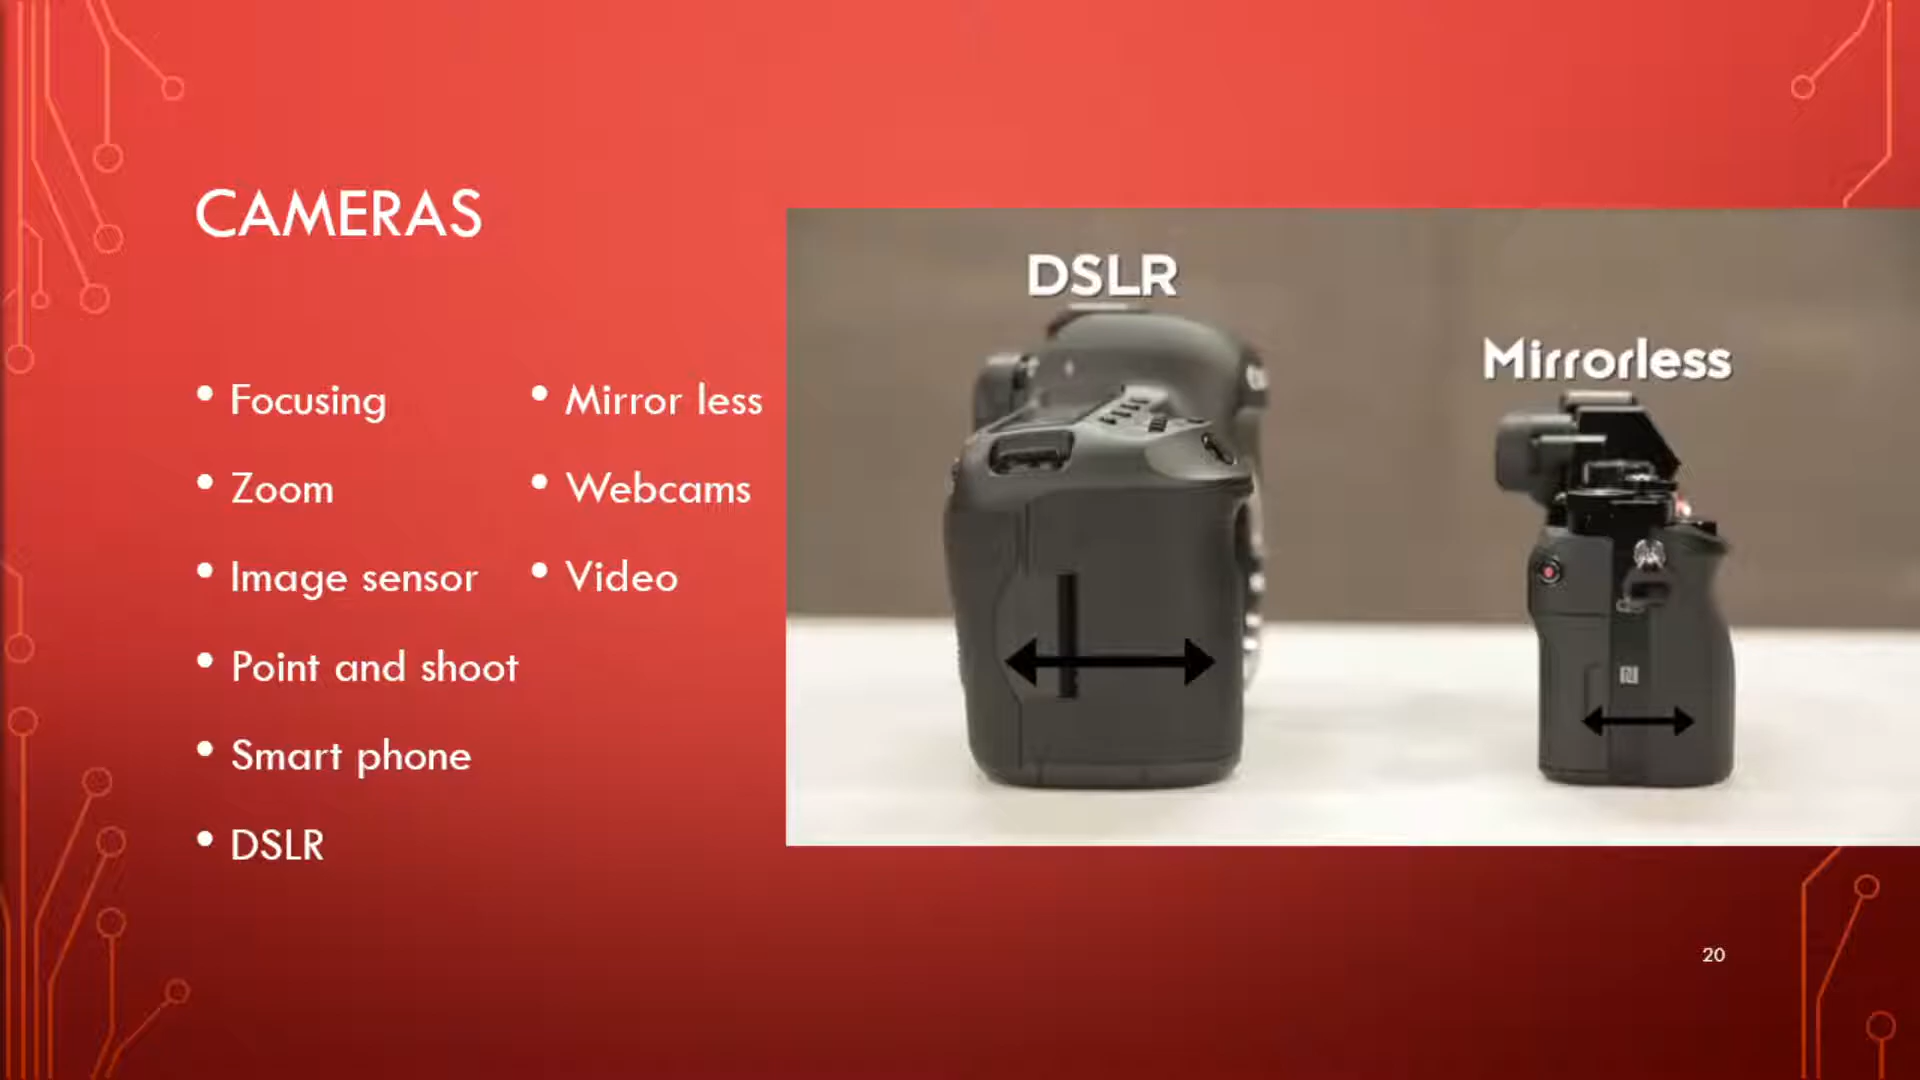 CAMERAS
• Focusing
• Zoom
• Image sensor
• Point and shoot
• Smart phone
• DSLR
• Mirror less
• Webcams
• Video
DSLR
Mirrorless
20